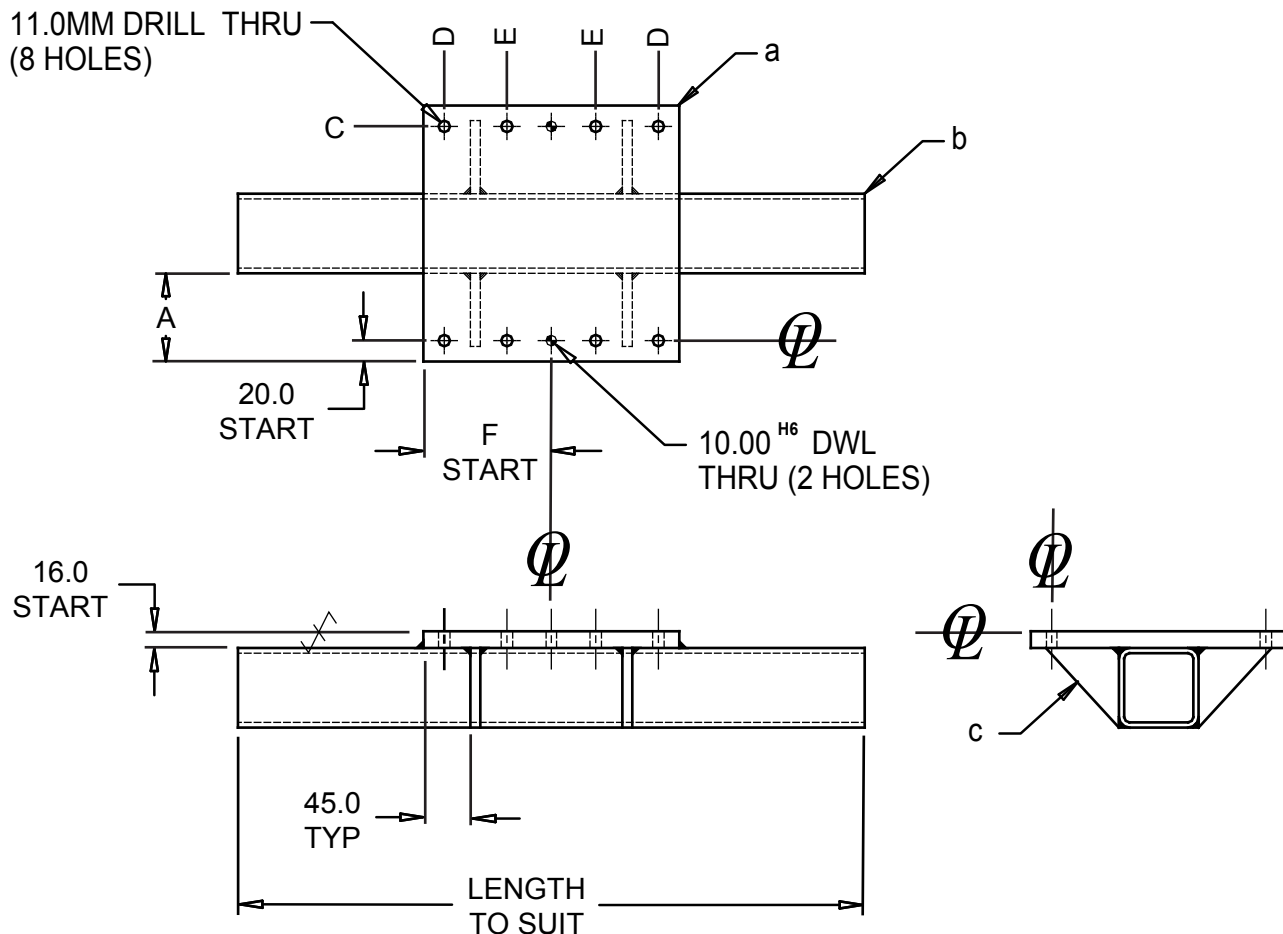 11.0MM DRILL THRU
(8 HOLES)
D
E
E
D
a
C
b
A
20.0
START
F
START
10.00 H6 DWL
THRU (2 HOLES)
16.0
START
c
45.0
TYP
LENGTH
TO SUIT